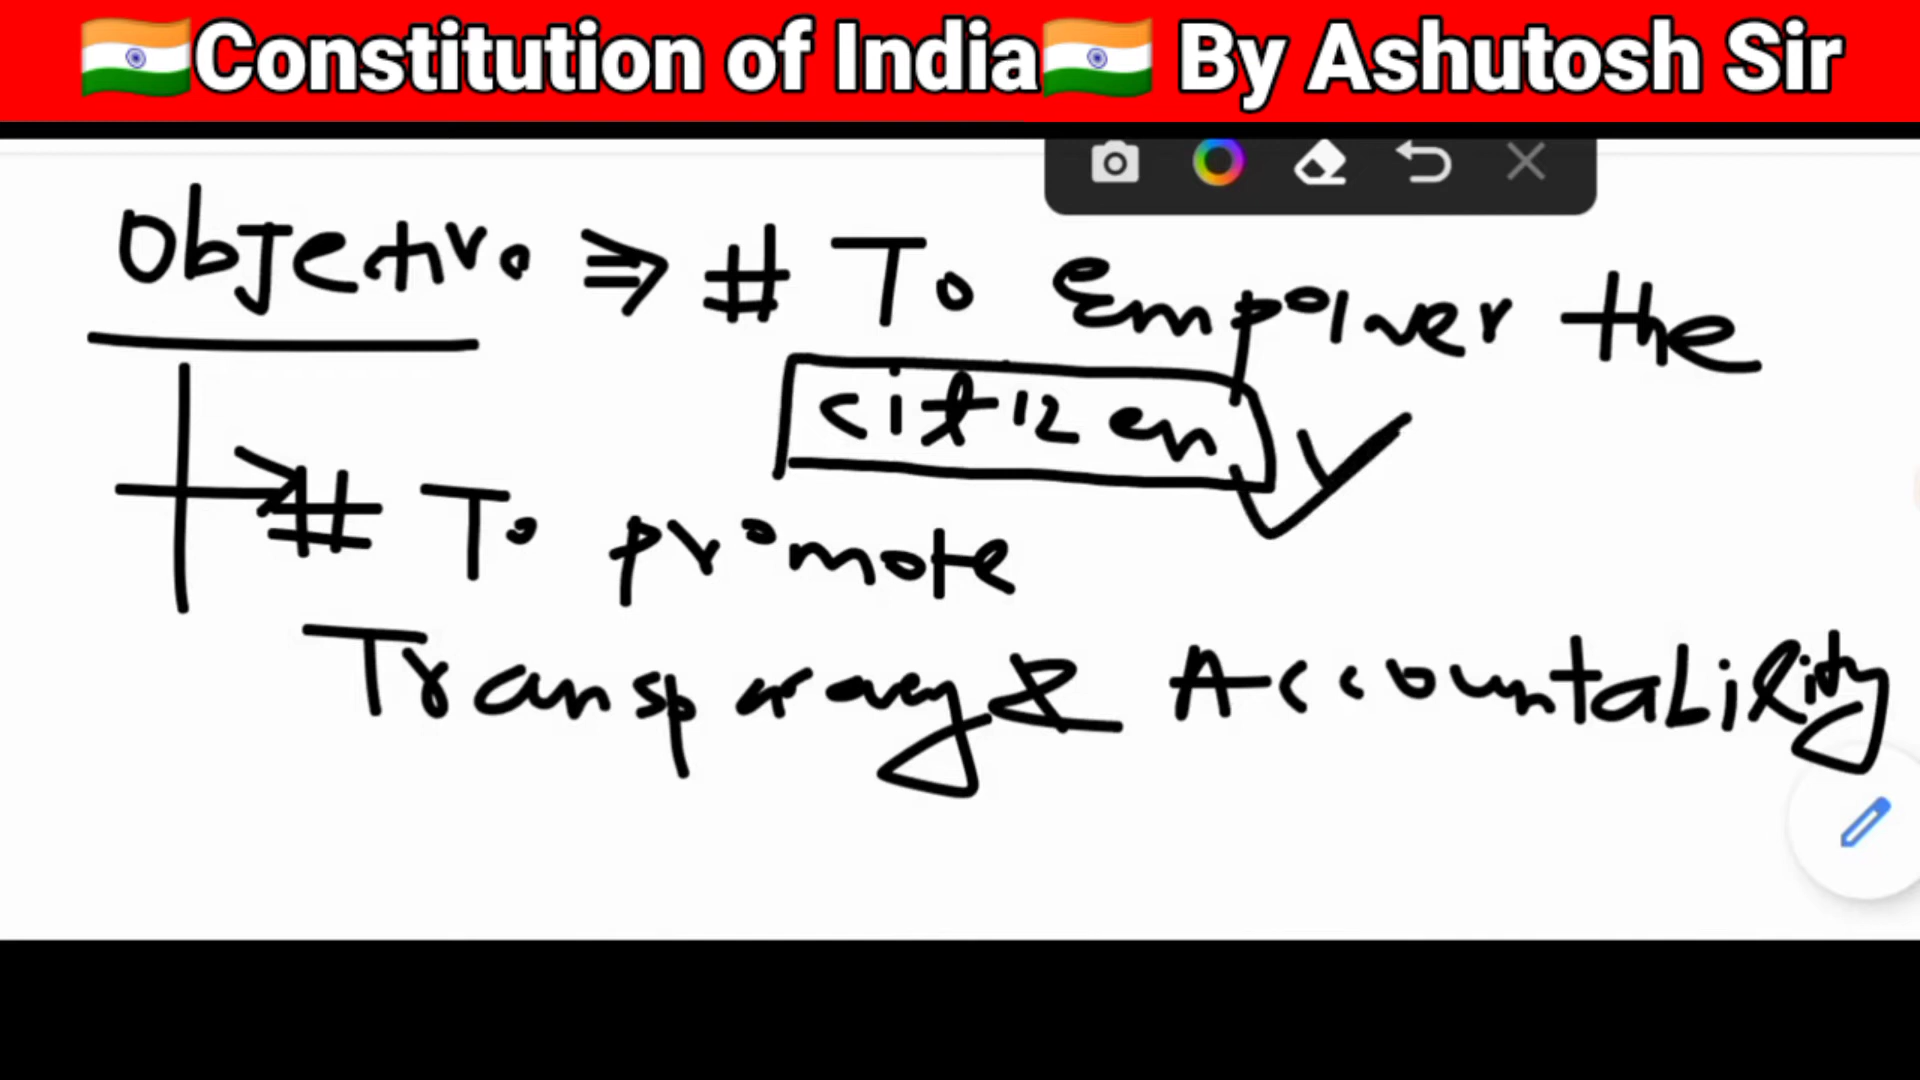 🇮🇳Constitution of India🇮🇳 By Ashutosh Sir
Objective ⇒ # To Empower the
citizen
# To promote
Transparency & Accountability